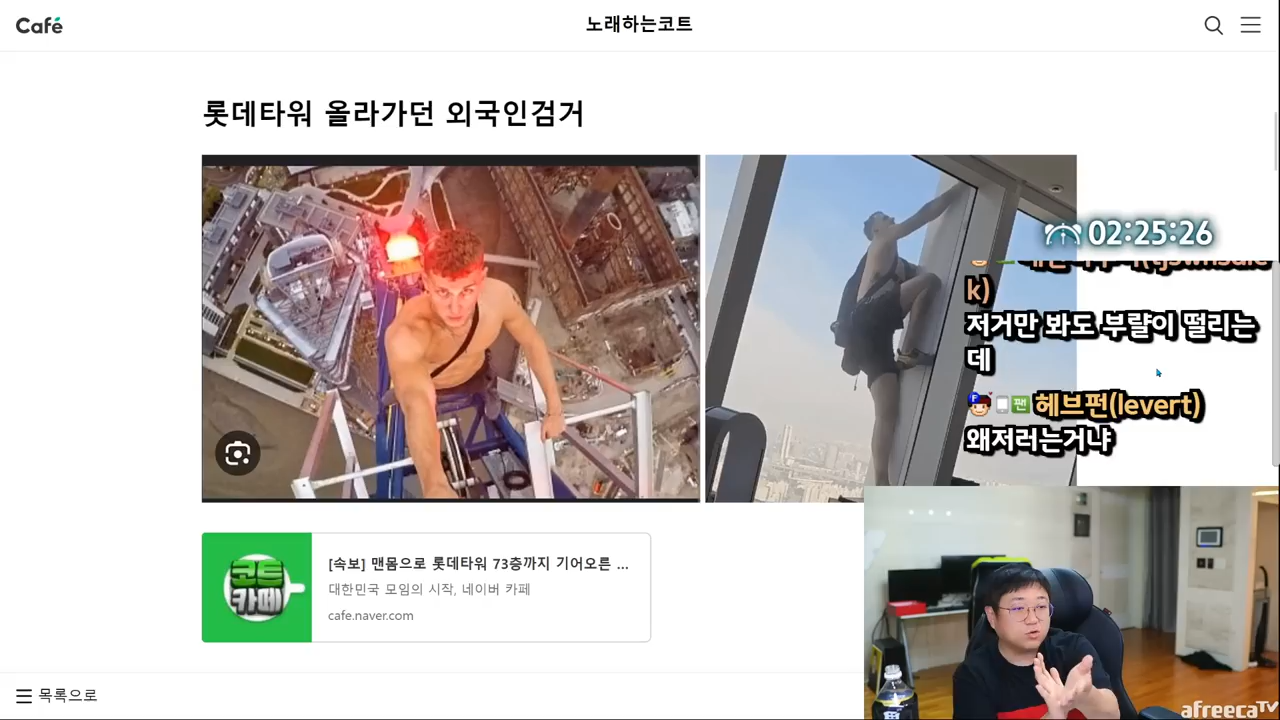 Café
노래하는코트
롯데타워 올라가던 외국인검거
02:25:26
k)
저거만 봐도 부랄이 떨리는
데
F
팬 헤브펀(levert)
왜저러는거냐
코트
카페
[속보] 맨몸으로 롯데타워 73층까지 기어오른 ...
대한민국 모임의 시작, 네이버 카페
cafe.naver.com
목록으로
afreecaTV